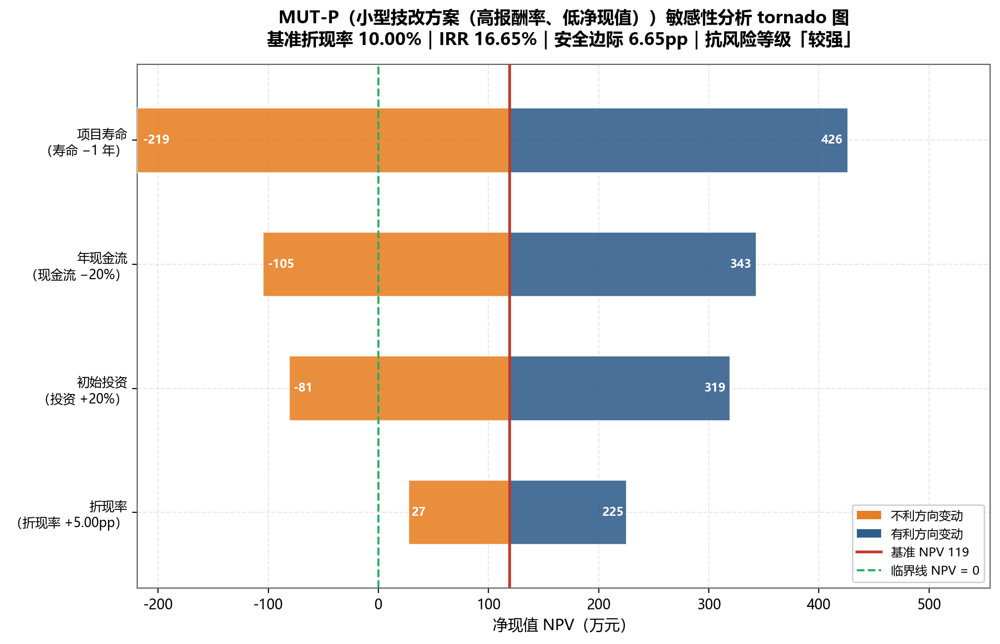 MUT-P（小型技改方案（高报酬率、低净现值））敏感性分析 tornado 图
基准折现率 10.00%｜IRR 16.65%｜安全边际 6.65pp｜抗风险等级「较强」
项目寿命
（寿命 −1 年）
-219
426
年现金流
（现金流 −20%）
-105
343
初始投资
（投资 +20%）
-81
319
折现率
（折现率 +5.00pp）
27
225
不利方向变动
有利方向变动
基准 NPV 119
临界线 NPV = 0
-200
-100
0
100
200
300
400
500
净现值 NPV（万元）